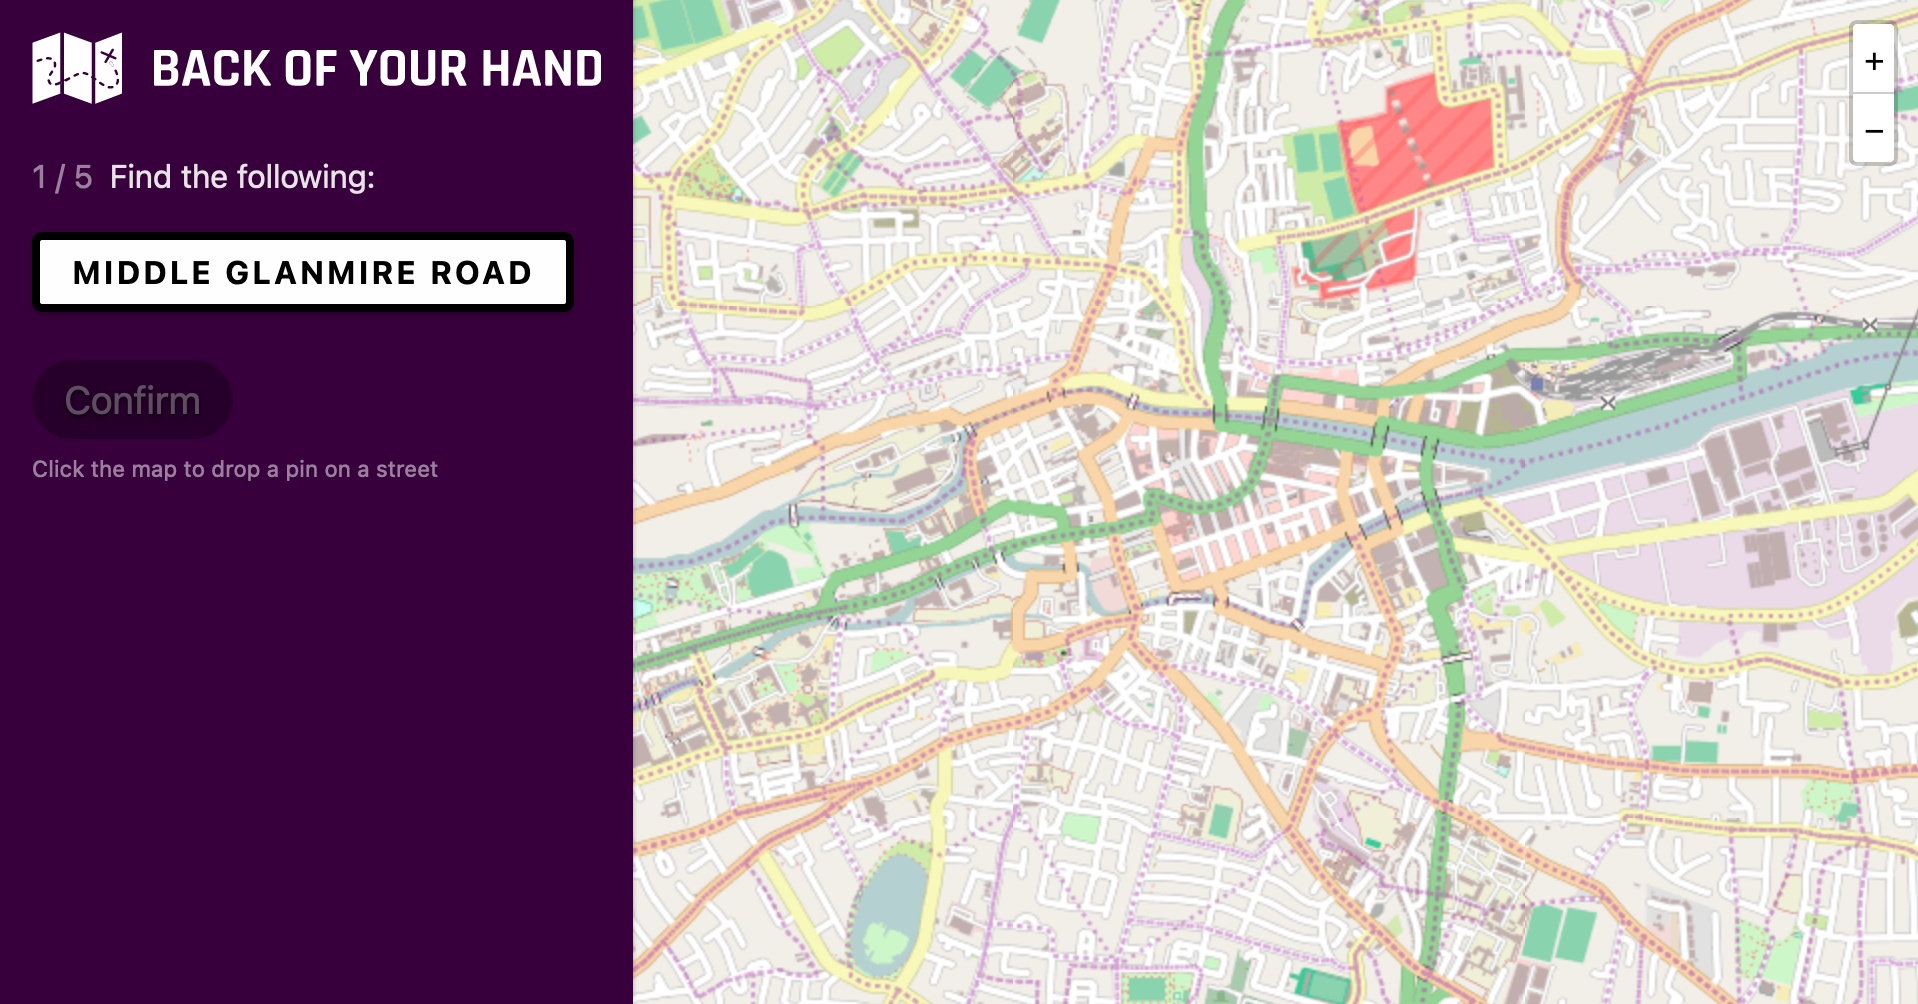 BACK OF YOUR HAND
1 / 5 Find the following:
MIDDLE GLANMIRE ROAD
Confirm
Click the map to drop a pin on a street
+
−